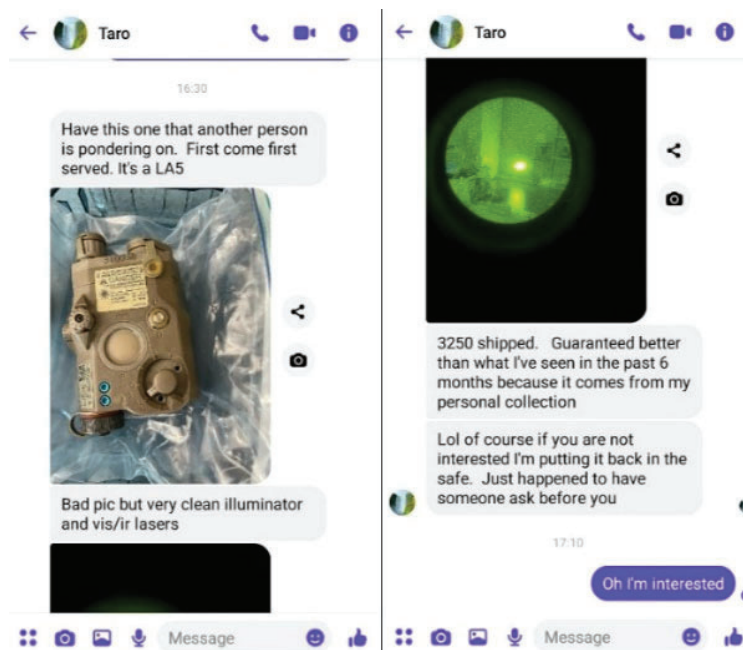 Taro
16:30
Have this one that another person
is pondering on.  First come first
served. It's a LA5
Bad pic but very clean illuminator
and vis/ir lasers
Message
Taro
3250 shipped.   Guaranteed better
than what I've seen in the past 6
months because it comes from my
personal collection
Lol of course if you are not
interested I'm putting it back in the
safe.  Just happened to have
someone ask before you
17:10
Oh I'm interested
Message